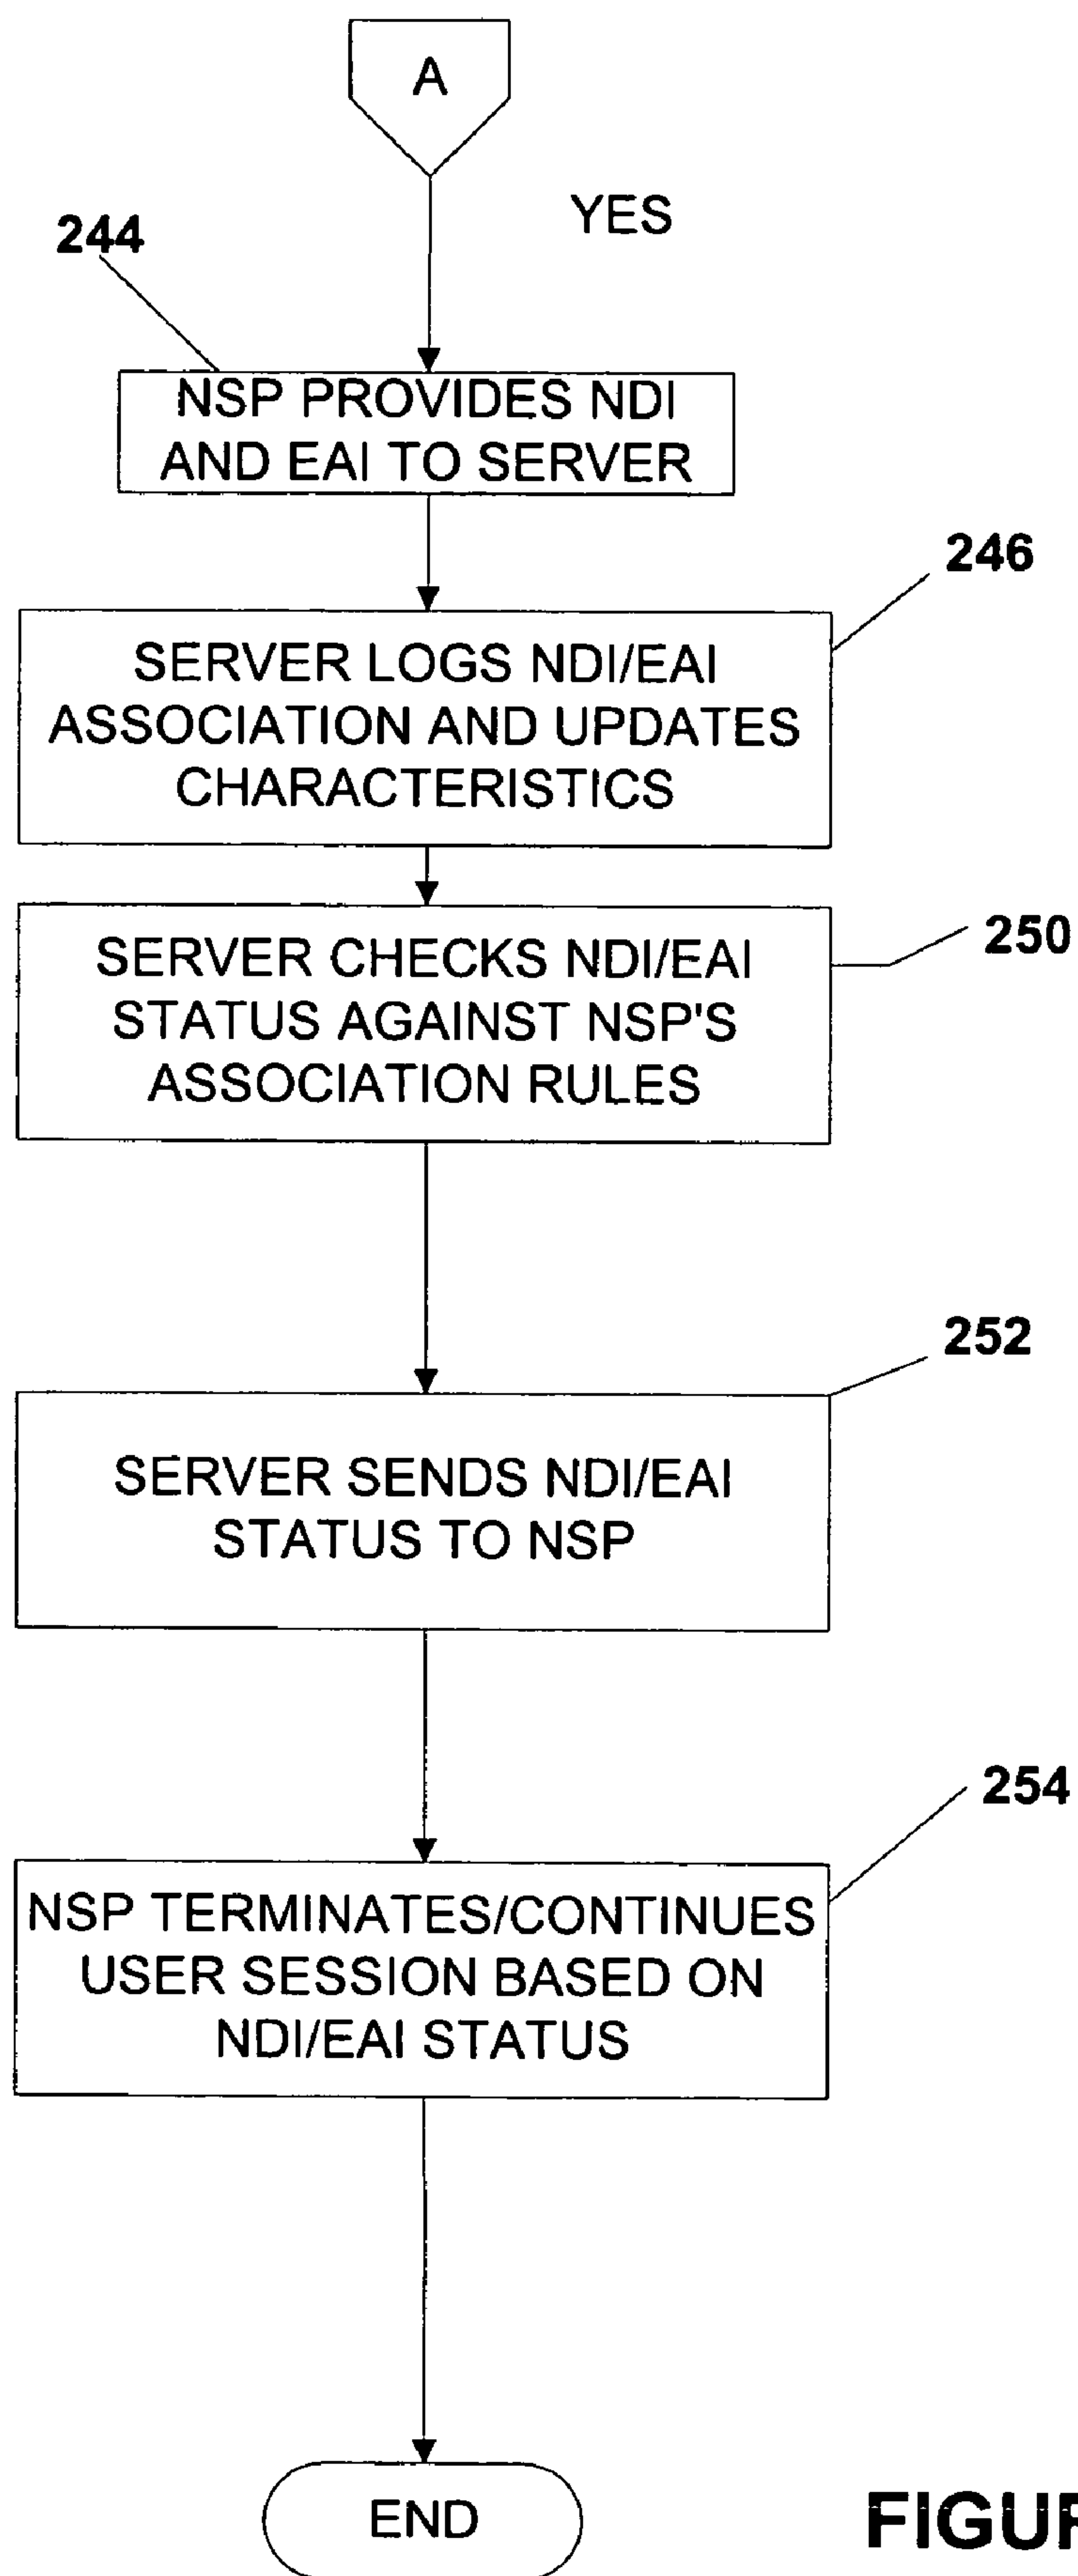 A
YES
244
NSP PROVIDES NDI
AND EAI TO SERVER
246
SERVER LOGS NDI/EAI
ASSOCIATION AND UPDATES
CHARACTERISTICS
250
SERVER CHECKS NDI/EAI
STATUS AGAINST NSP'S
ASSOCIATION RULES
252
SERVER SENDS NDI/EAI
STATUS TO NSP
254
NSP TERMINATES/CONTINUES
USER SESSION BASED ON
NDI/EAI STATUS
END